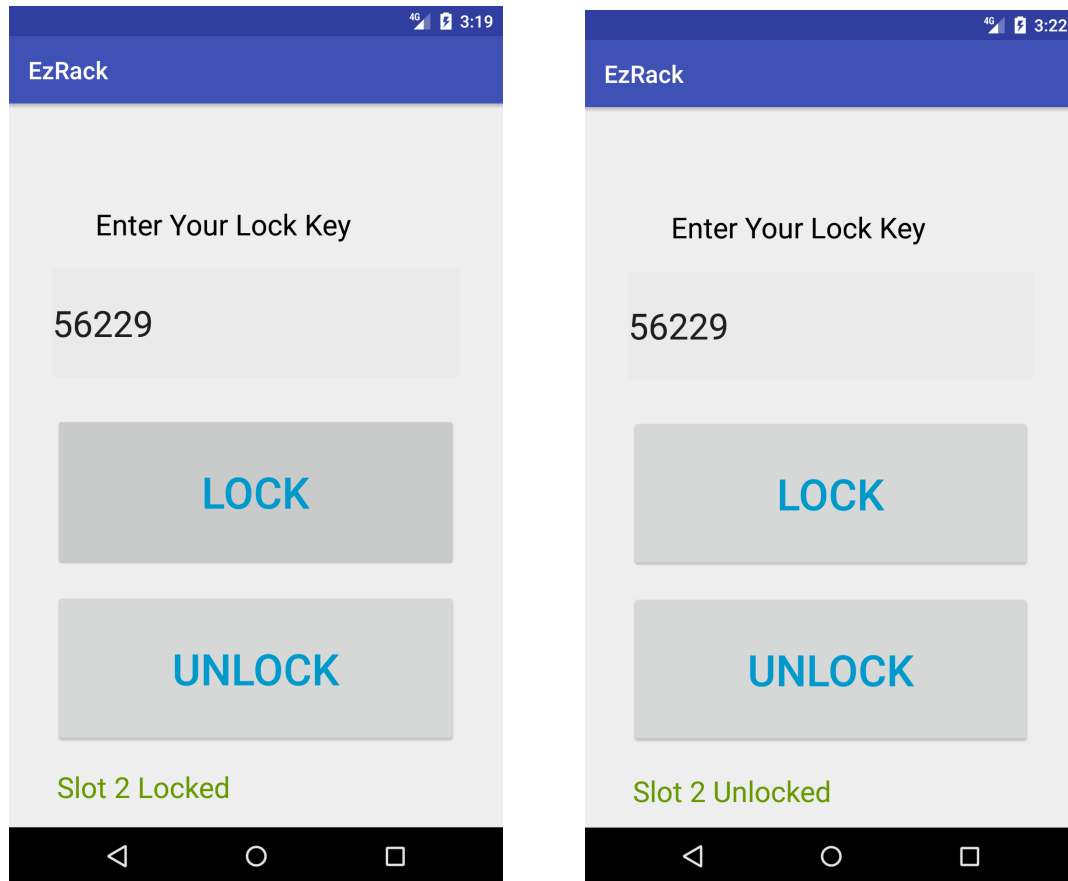 4G 3:19
EzRack
Enter Your Lock Key
56229
LOCK
UNLOCK
Slot 2 Locked
4G 3:22
EzRack
Enter Your Lock Key
56229
LOCK
UNLOCK
Slot 2 Unlocked